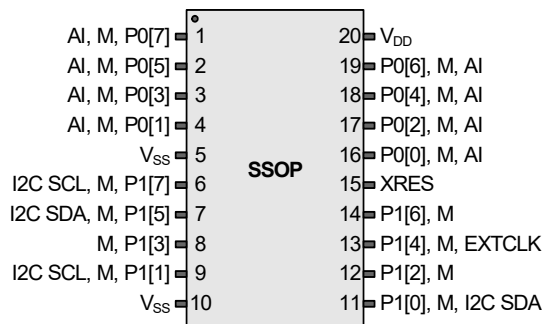 AI, M, P0[7] 1 20 VDD
AI, M, P0[5] 2 19 P0[6], M, AI
AI, M, P0[3] 3 18 P0[4], M, AI
AI, M, P0[1] 4 17 P0[2], M, AI
VSS 5 16 P0[0], M, AI
SSOP
I2C SCL, M, P1[7] 6 15 XRES
I2C SDA, M, P1[5] 7 14 P1[6], M
M, P1[3] 8 13 P1[4], M, EXTCLK
I2C SCL, M, P1[1] 9 12 P1[2], M
VSS 10 11 P1[0], M, I2C SDA